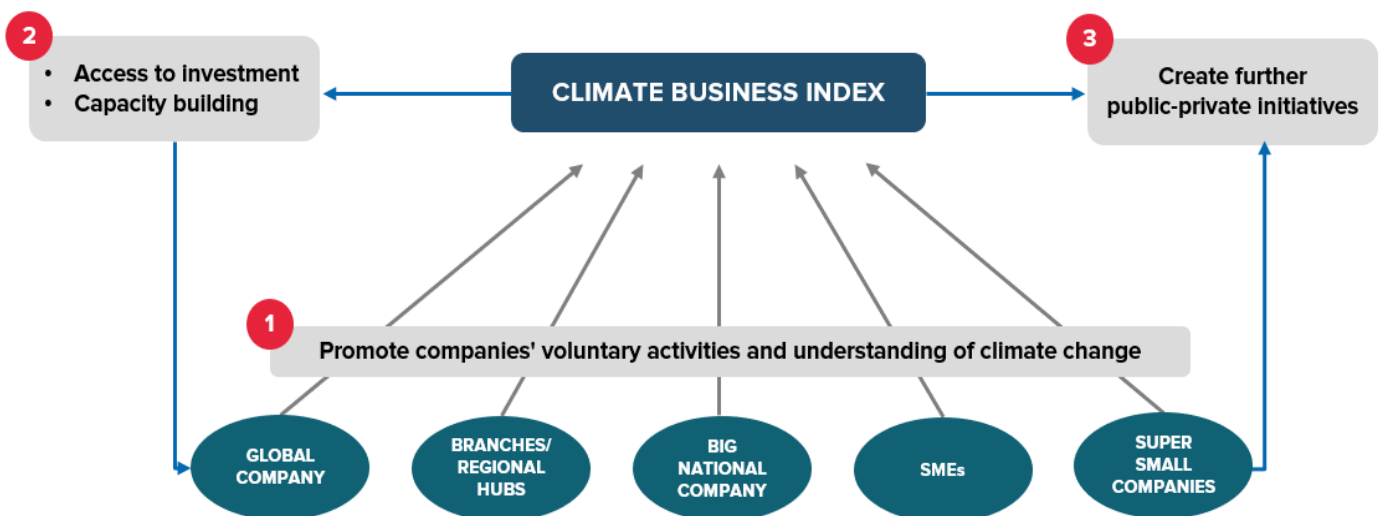 2
• Access to investment
• Capacity building
CLIMATE BUSINESS INDEX
3
Create further
public-private initiatives
1
Promote companies' voluntary activities and understanding of climate change
GLOBAL
COMPANY
BRANCHES/
REGIONAL
HUBS
BIG
NATIONAL
COMPANY
SMEs
SUPER
SMALL
COMPANIES